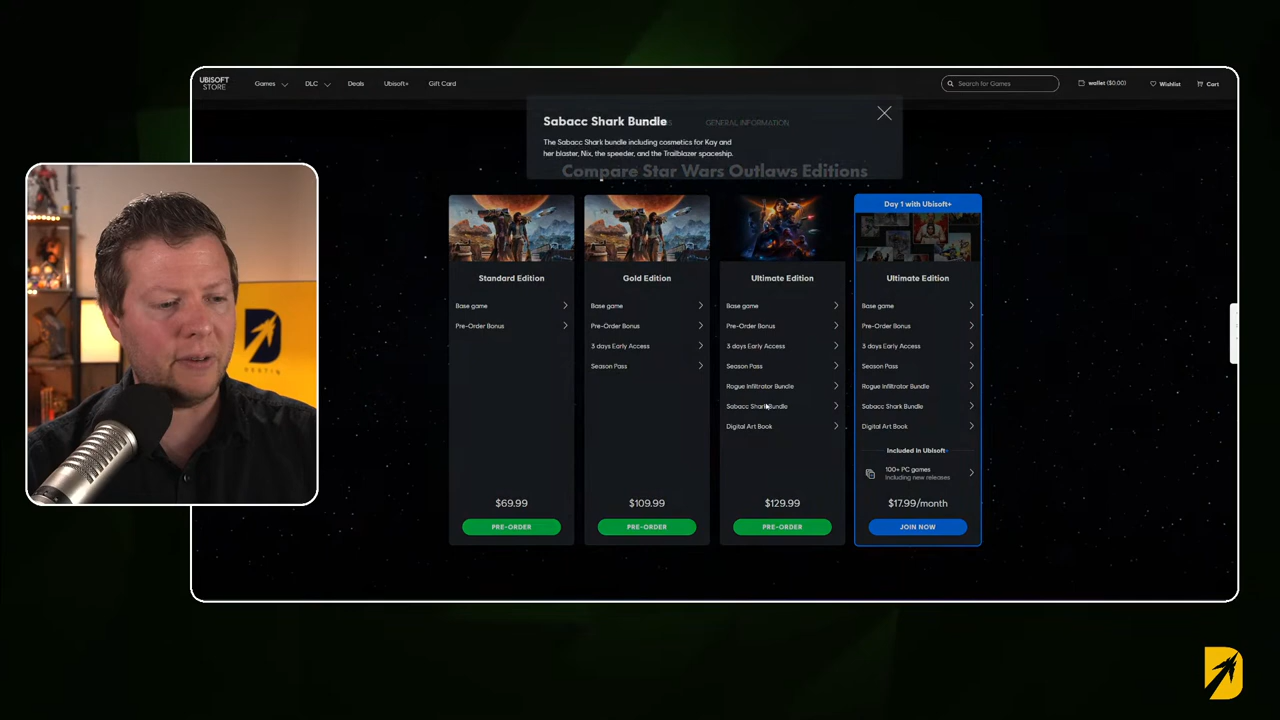 UBISOFT
STORE
Games
DLC
Deals
Ubisoft+
Gift Card
Search for Games
wallet ($0.00)
Wishlist
Cart
Sabacc Shark Bundle
GENERAL INFORMATION
The Sabacc Shark bundle including cosmetics for Kay and
her blaster, Nix, the speeder, and the Trailblazer spaceship.
Compare Star Wars Outlaws Editions
Standard Edition
Base game
Pre-Order Bonus
$69.99
PRE-ORDER
Gold Edition
Base game
Pre-Order Bonus
3 days Early Access
Season Pass
$109.99
PRE-ORDER
Ultimate Edition
Base game
Pre-Order Bonus
3 days Early Access
Season Pass
Rogue Infiltrator Bundle
Sabacc Shark Bundle
Digital Art Book
$129.99
PRE-ORDER
Day 1 with Ubisoft+
Ultimate Edition
Base game
Pre-Order Bonus
3 days Early Access
Season Pass
Rogue Infiltrator Bundle
Sabacc Shark Bundle
Digital Art Book
Included in Ubisoft+
100+ PC games
Including new releases
$17.99/month
JOIN NOW
DESTIN